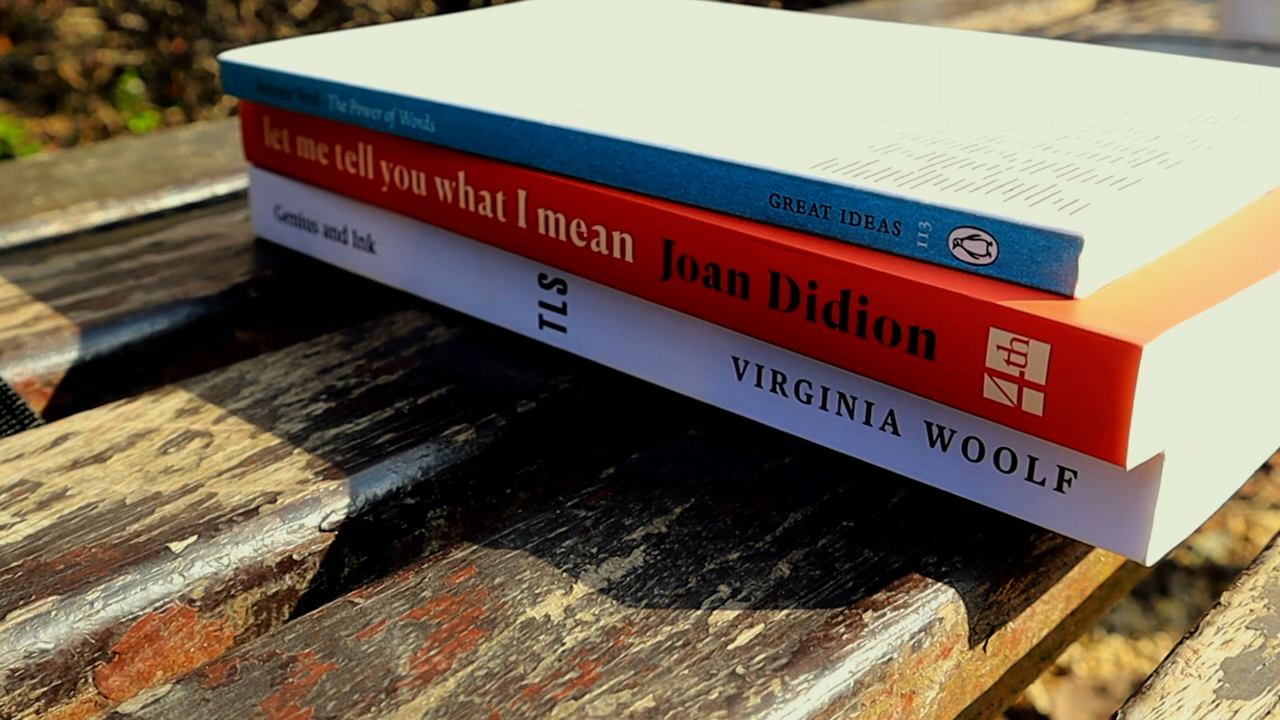 The Power of Words
GREAT IDEAS
113
let me tell you what I mean
Joan Didion
4th
Genius and Ink
TLS
VIRGINIA WOOLF